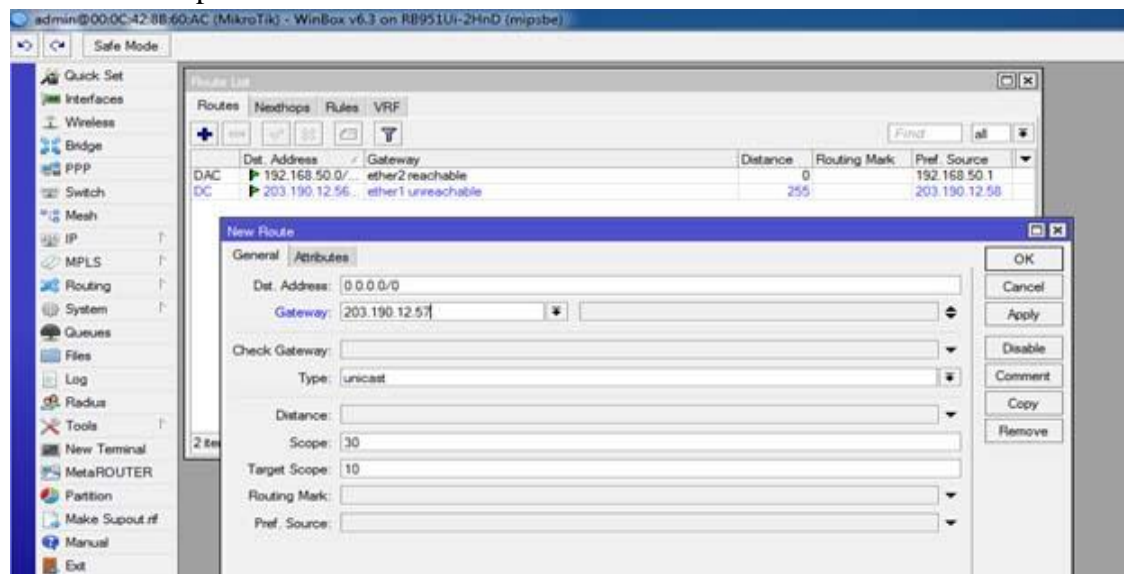 admin@00:0C:42:8B:60:AC (MikroTik) - WinBox v6.3 on RB951Ui-2HnD (mipsbe)
Safe Mode
Quick Set
Interfaces
Wireless
Bridge
PPP
Switch
Mesh
IP
MPLS
Routing
System
Queues
Files
Log
Radius
Tools
New Terminal
MetaROUTER
Partition
Make Supout.rif
Manual
Exit
Route List
Routes Nexthops Rules VRF
Find all
Dst. Address Gateway Distance Routing Mark Pref. Source
DAC 192.168.50.0/... ether2 reachable 0 192.168.50.1
DC 203.190.12.56... ether1 unreachable 255 203.190.12.58
New Route
General Attributes
Dst. Address: 0.0.0.0/0
Gateway: 203.190.12.57
Check Gateway:
Type: unicast
Distance:
Scope: 30
Target Scope: 10
Routing Mark:
Pref. Source:
OK
Cancel
Apply
Disable
Comment
Copy
Remove